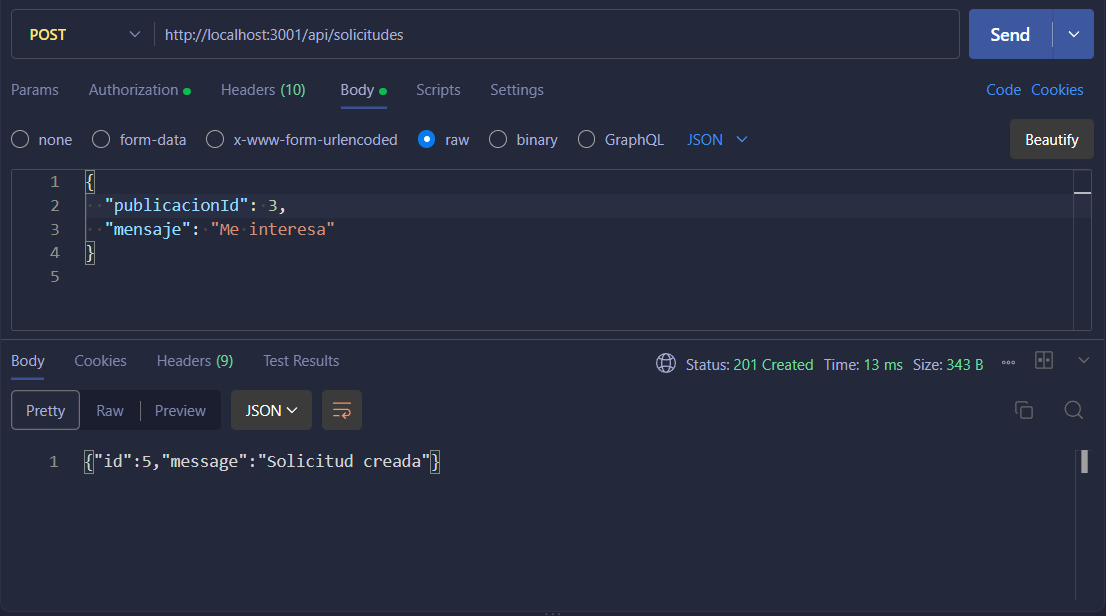 POST http://localhost:3001/api/solicitudes Send
Params Authorization Headers (10) Body Scripts Settings Code Cookies
none form-data x-www-form-urlencoded raw binary GraphQL JSON Beautify
1 {
2 "publicacionId": 3,
3 "mensaje": "Me interesa"
4 }
5
Body Cookies Headers (9) Test Results Status: 201 Created Time: 13 ms Size: 343 B
Pretty Raw Preview JSON
1 {"id":5,"message":"Solicitud creada"}